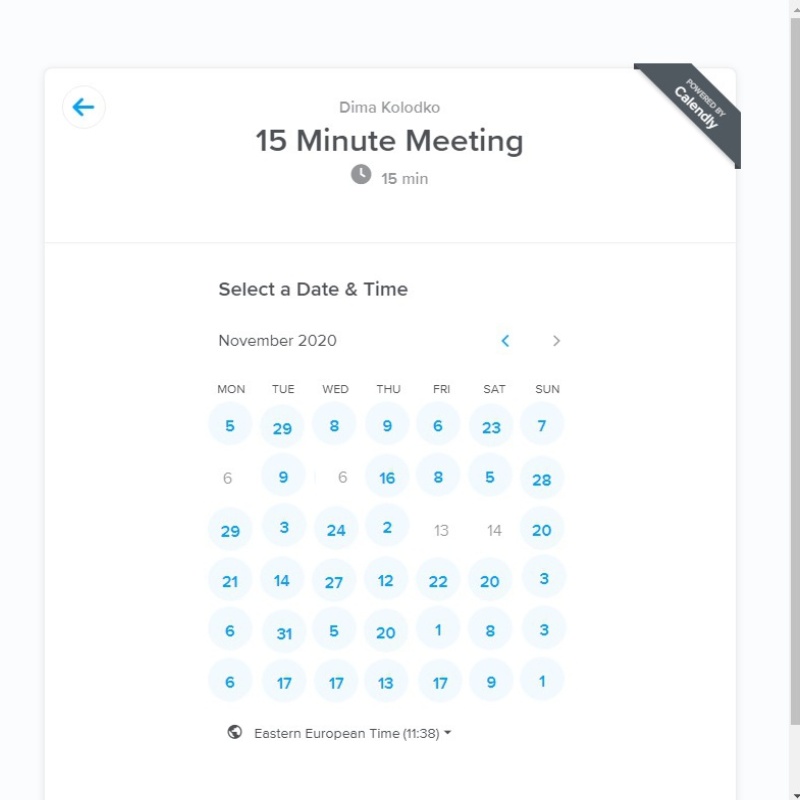 Dima Kolodko
POWERED BY
Calendly
15 Minute Meeting
15 min
Select a Date & Time
November 2020
MON TUE WED THU FRI SAT SUN
5 29 8 9 6 23 7
6 9 6 16 8 5 28
29 3 24 2 13 14 20
21 14 27 12 22 20 3
6 31 5 20 1 8 3
6 17 17 13 17 9 1
Eastern European Time (11:38)